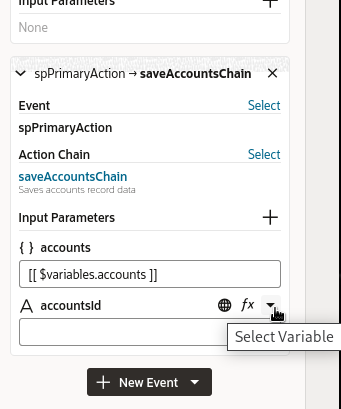 Input Parameters
None
spPrimaryAction → saveAccountsChain
Event Select
spPrimaryAction
Action Chain Select
saveAccountsChain
Saves accounts record data
Input Parameters
{ } accounts
[[ $variables.accounts ]]
A accountsId fx
Select Variable
New Event